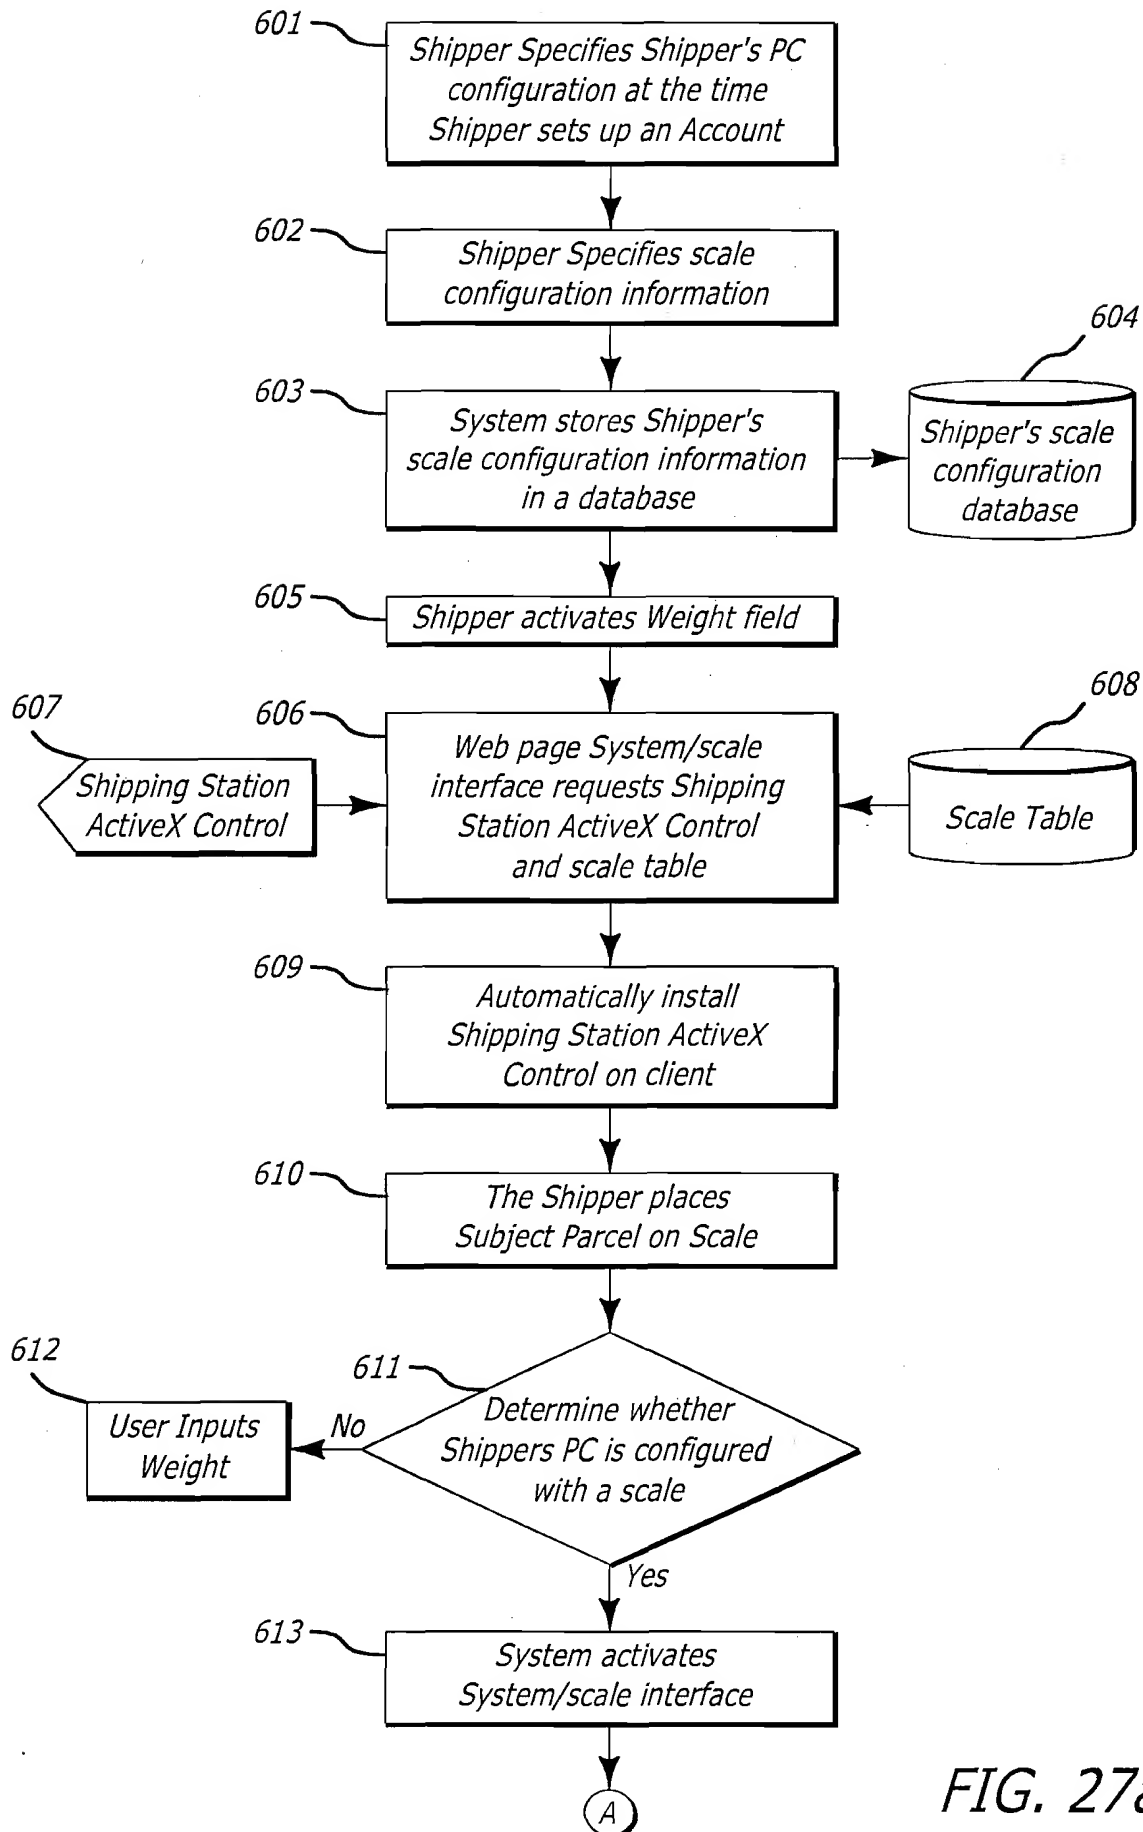 601
Shipper Specifies Shipper's PC
configuration at the time
Shipper sets up an Account
602
Shipper Specifies scale
configuration information
603
System stores Shipper's
scale configuration information
in a database
604
Shipper's scale
configuration
database
605
Shipper activates Weight field
607
Shipping Station
ActiveX Control
606
Web page System/scale
interface requests Shipping
Station ActiveX Control
and scale table
608
Scale Table
609
Automatically install
Shipping Station ActiveX
Control on client
610
The Shipper places
Subject Parcel on Scale
611
Determine whether
Shippers PC is configured
with a scale
No
612
User Inputs
Weight
Yes
613
System activates
System/scale interface
A
FIG. 27a